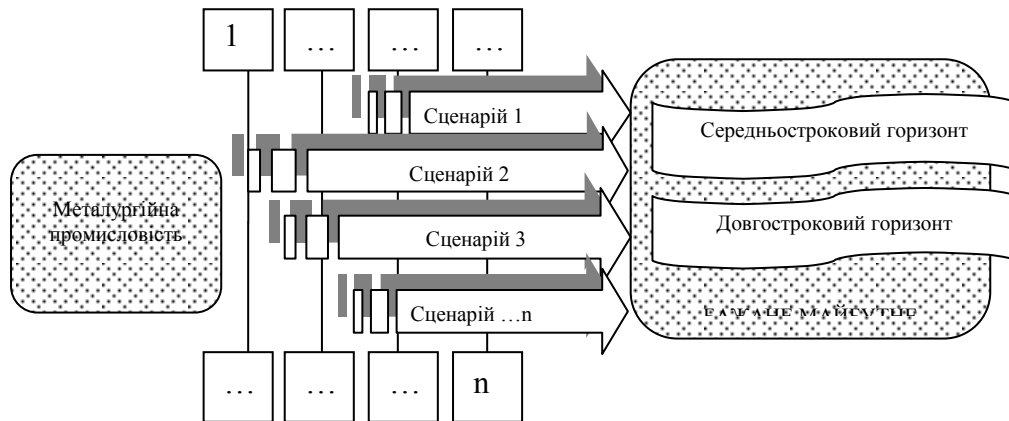 1 … … …
Сценарій 1
Сценарій 2
Сценарій 3
Сценарій …n
Металургійна
промисловість
Середньостроковий горизонт
Довгостроковий горизонт
… … … n